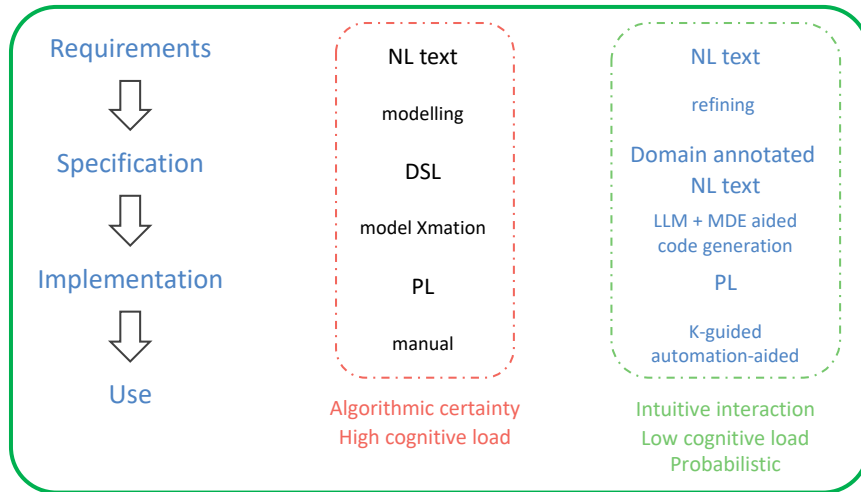 Requirements
Specification
Implementation
Use
NL text
modelling
DSL
model Xmation
PL
manual
Algorithmic certainty
High cognitive load
NL text
refining
Domain annotated
NL text
LLM + MDE aided
code generation
PL
K-guided
automation-aided
Intuitive interaction
Low cognitive load
Probabilistic